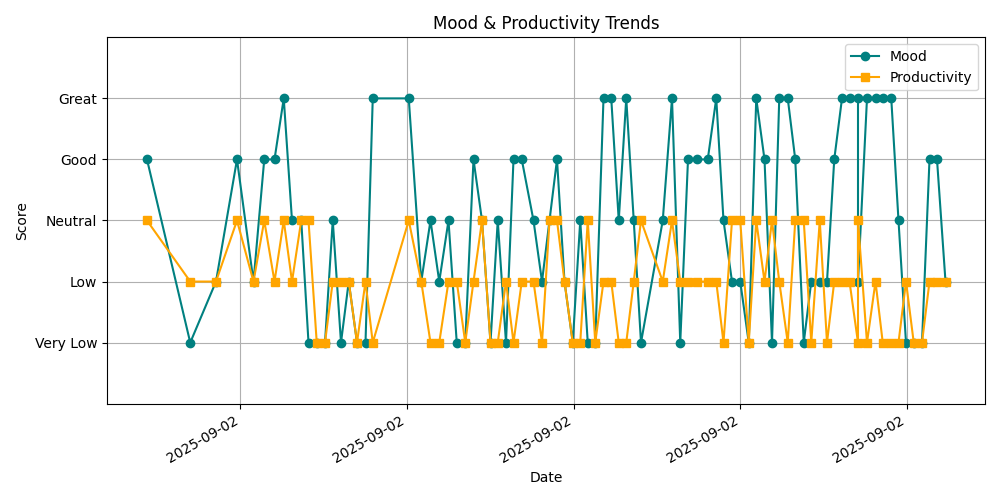 Mood & Productivity Trends
Mood
Productivity
Great
Good
Neutral
Low
Very Low
Score
2025-09-02
2025-09-02
2025-09-02
2025-09-02
2025-09-02
Date